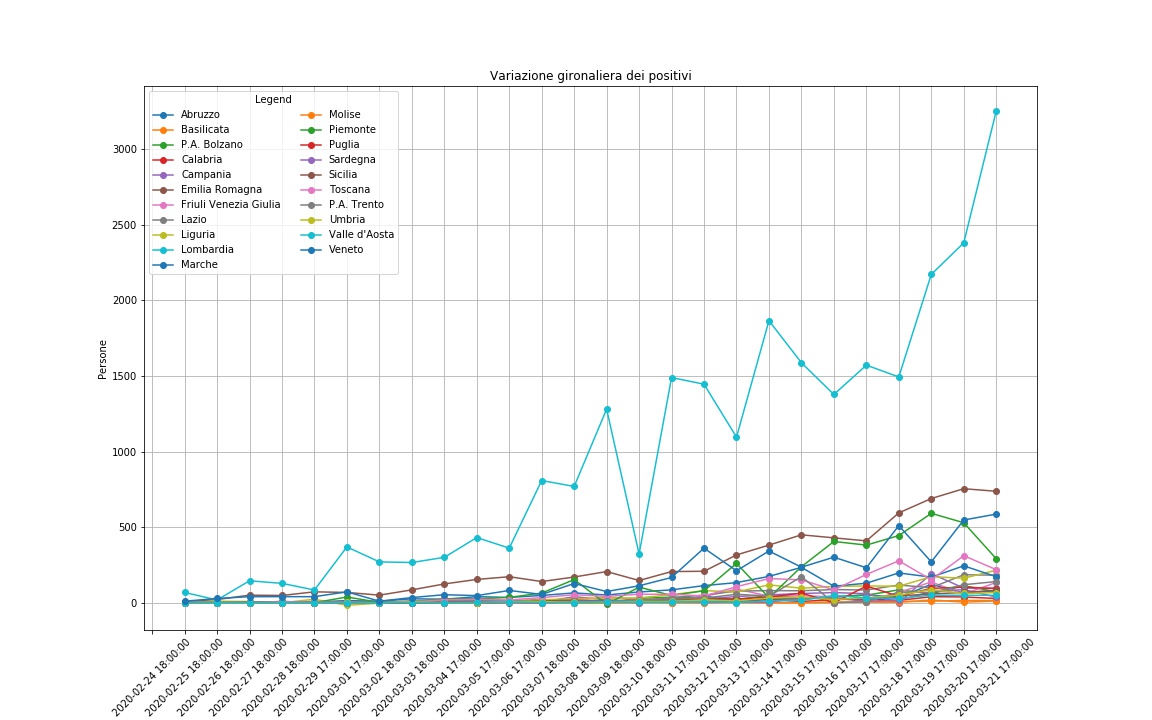 Variazione gironaliera dei positivi
Persone
3000
2500
2000
1500
1000
500
0
Legend
Abruzzo
Basilicata
P.A. Bolzano
Calabria
Campania
Emilia Romagna
Friuli Venezia Giulia
Lazio
Liguria
Lombardia
Marche
Molise
Piemonte
Puglia
Sardegna
Sicilia
Toscana
P.A. Trento
Umbria
Valle d'Aosta
Veneto
2020-02-24 18:00:00
2020-02-25 18:00:00
2020-02-26 18:00:00
2020-02-27 18:00:00
2020-02-28 18:00:00
2020-02-29 17:00:00
2020-03-01 17:00:00
2020-03-02 18:00:00
2020-03-03 18:00:00
2020-03-04 17:00:00
2020-03-05 17:00:00
2020-03-06 17:00:00
2020-03-07 18:00:00
2020-03-08 18:00:00
2020-03-09 18:00:00
2020-03-10 18:00:00
2020-03-11 17:00:00
2020-03-12 17:00:00
2020-03-13 17:00:00
2020-03-14 17:00:00
2020-03-15 17:00:00
2020-03-16 17:00:00
2020-03-17 17:00:00
2020-03-18 17:00:00
2020-03-19 17:00:00
2020-03-20 17:00:00
2020-03-21 17:00:00